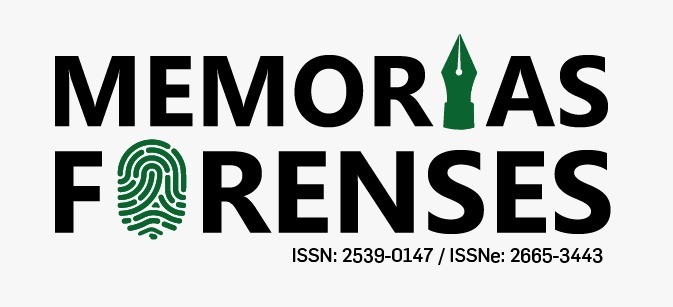 MEMORIAS
FORENSES
ISSN: 2539-0147 / ISSNe: 2665-3443